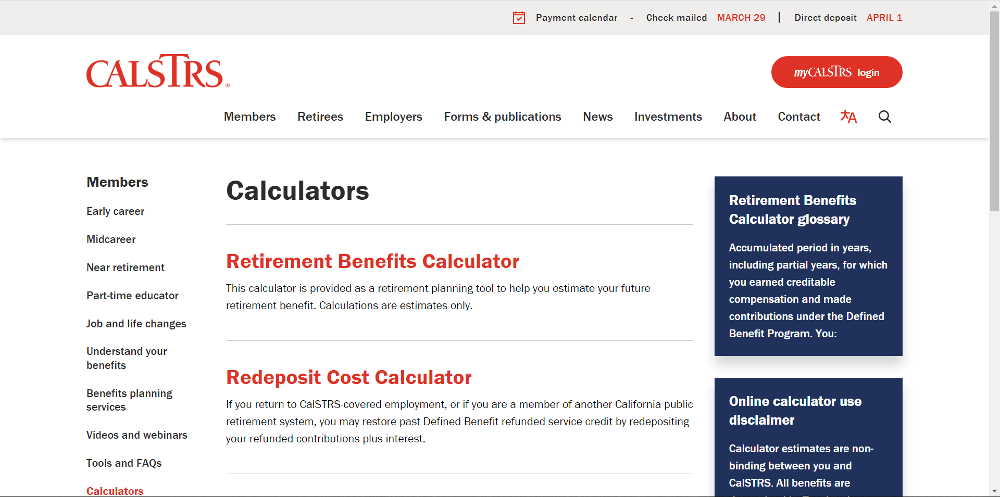 Payment calendar - Check mailed MARCH 29 | Direct deposit APRIL 1
CALSTRS®
myCALSTRS login
Members Retirees Employers Forms & publications News Investments About Contact
Members
Early career
Midcareer
Near retirement
Part-time educator
Job and life changes
Understand your
benefits
Benefits planning
services
Videos and webinars
Tools and FAQs
Calculators
Calculators
Retirement Benefits Calculator
This calculator is provided as a retirement planning tool to help you estimate your future
retirement benefit. Calculations are estimates only.
Redeposit Cost Calculator
If you return to CalSTRS-covered employment, or if you are a member of another California public
retirement system, you may restore past Defined Benefit refunded service credit by redepositing
your refunded contributions plus interest.
Retirement Benefits
Calculator glossary
Accumulated period in years,
including partial years, for which
you earned creditable
compensation and made
contributions under the Defined
Benefit Program. You:
Online calculator use
disclaimer
Calculator estimates are non-
binding between you and
CalSTRS. All benefits are